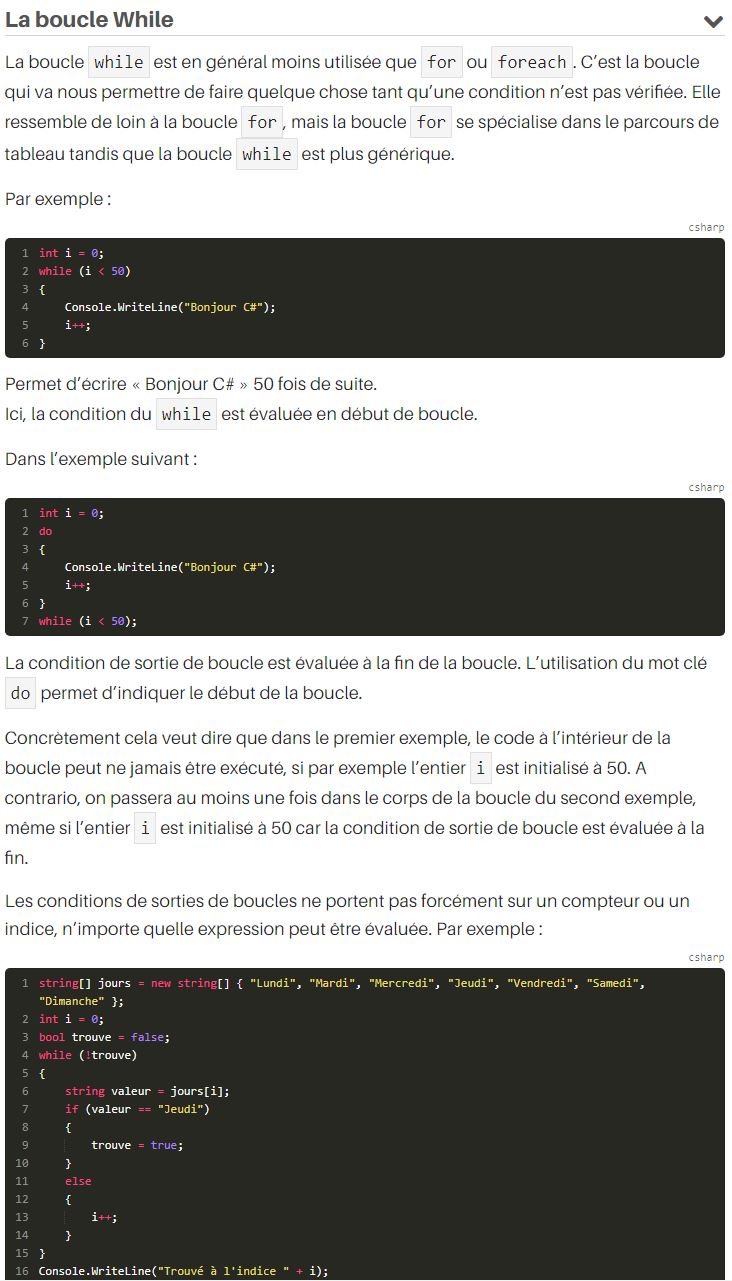 La boucle While
La boucle while est en général moins utilisée que for ou foreach. C’est la boucle
qui va nous permettre de faire quelque chose tant qu’une condition n’est pas vérifiée. Elle
ressemble de loin à la boucle for, mais la boucle for se spécialise dans le parcours de
tableau tandis que la boucle while est plus générique.
Par exemple :
csharp
1 int i = 0;
2 while (i < 50)
3 {
4     Console.WriteLine("Bonjour C#");
5     i++;
6 }
Permet d’écrire « Bonjour C# » 50 fois de suite.
Ici, la condition du while est évaluée en début de boucle.
Dans l’exemple suivant :
csharp
1 int i = 0;
2 do
3 {
4     Console.WriteLine("Bonjour C#");
5     i++;
6 }
7 while (i < 50);
La condition de sortie de boucle est évaluée à la fin de la boucle. L’utilisation du mot clé
do permet d’indiquer le début de la boucle.
Concrètement cela veut dire que dans le premier exemple, le code à l’intérieur de la
boucle peut ne jamais être exécuté, si par exemple l’entier i est initialisé à 50. A
contrario, on passera au moins une fois dans le corps de la boucle du second exemple,
même si l’entier i est initialisé à 50 car la condition de sortie de boucle est évaluée à la
fin.
Les conditions de sorties de boucles ne portent pas forcément sur un compteur ou un
indice, n’importe quelle expression peut être évaluée. Par exemple :
csharp
1 string[] jours = new string[] { "Lundi", "Mardi", "Mercredi", "Jeudi", "Vendredi", "Samedi",
"Dimanche" };
2 int i = 0;
3 bool trouve = false;
4 while (!trouve)
5 {
6     string valeur = jours[i];
7     if (valeur == "Jeudi")
8     {
9         trouve = true;
10     }
11     else
12     {
13         i++;
14     }
15 }
16 Console.WriteLine("Trouvé à l'indice " + i);